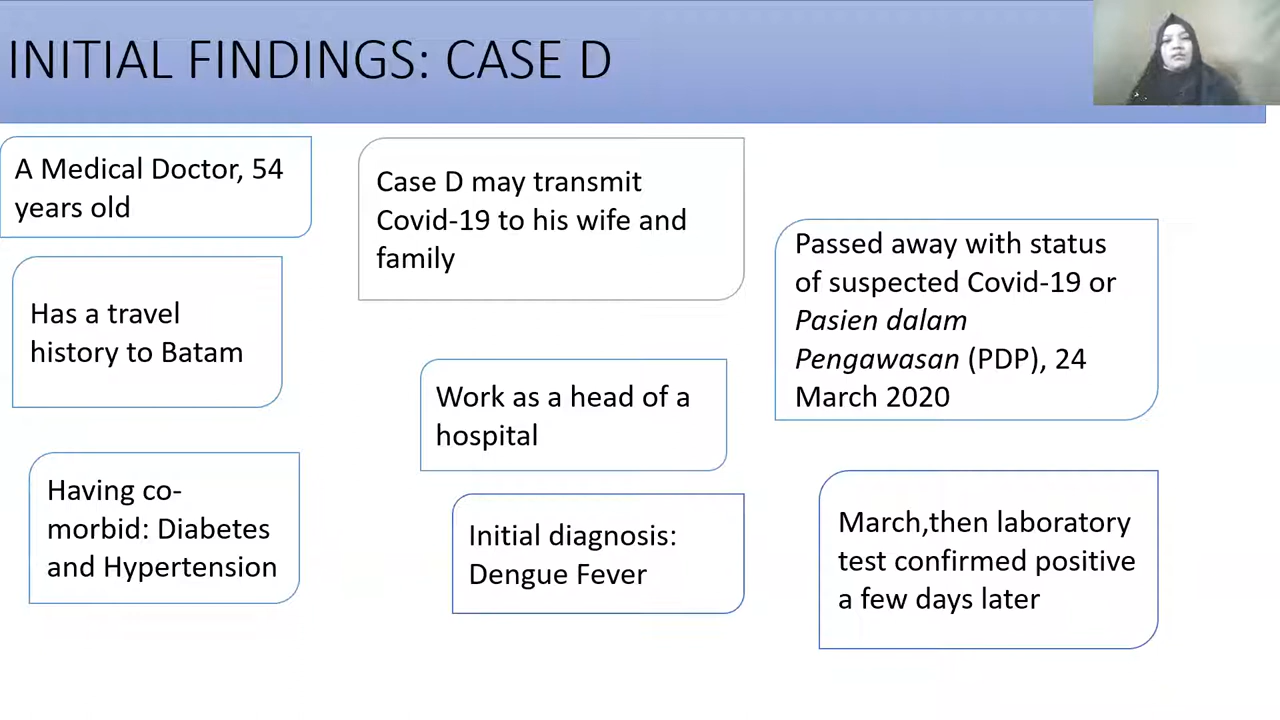 INITIAL FINDINGS: CASE D
A Medical Doctor, 54
years old
Has a travel
history to Batam
Having co-
morbid: Diabetes
and Hypertension
Case D may transmit
Covid-19 to his wife and
family
Work as a head of a
hospital
Initial diagnosis:
Dengue Fever
Passed away with status
of suspected Covid-19 or
Pasien dalam
Pengawasan (PDP), 24
March 2020
March,then laboratory
test confirmed positive
a few days later